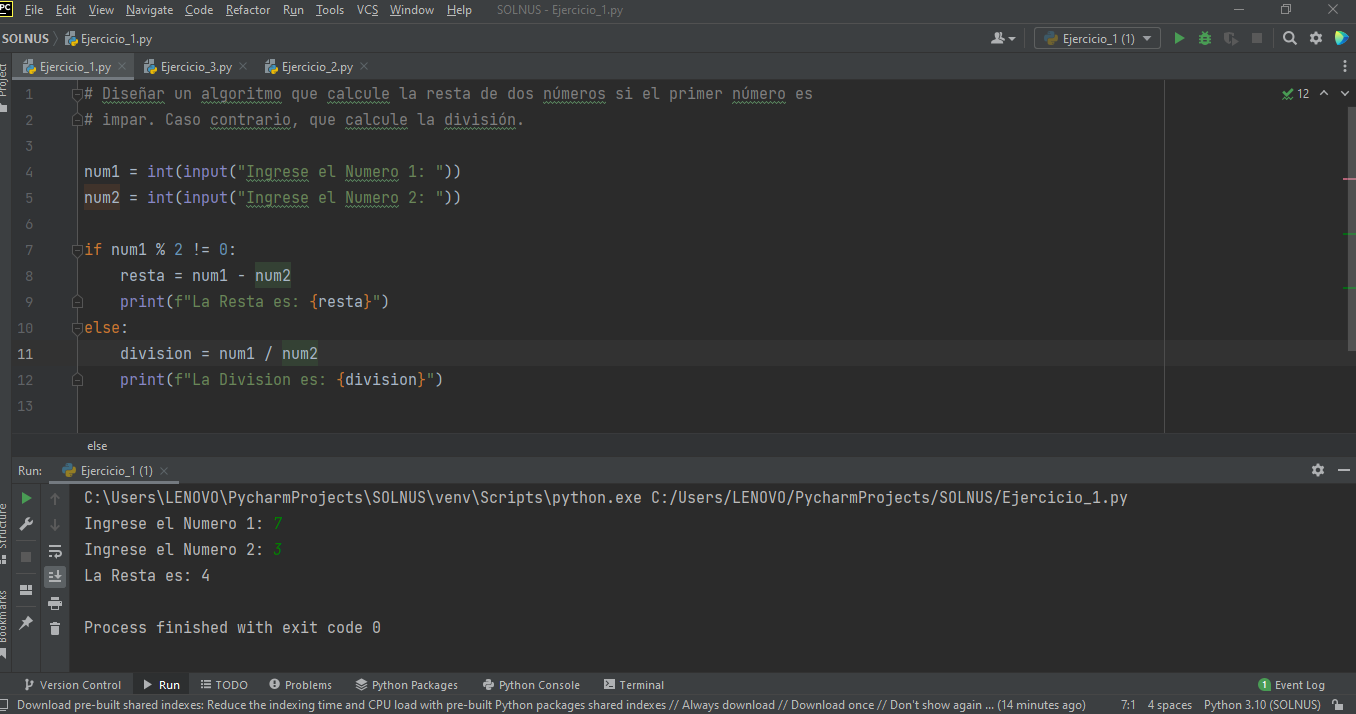 PC File Edit View Navigate Code Refactor Run Tools VCS Window Help SOLNUS - Ejercicio_1.py
SOLNUS Ejercicio_1.py Ejercicio_1 (1)
Project
Ejercicio_1.py Ejercicio_3.py Ejercicio_2.py
1 # Diseñar un algoritmo que calcule la resta de dos números si el primer número es
12
2 # impar. Caso contrario, que calcule la división.
3
4 num1 = int(input("Ingrese el Numero 1: "))
5 num2 = int(input("Ingrese el Numero 2: "))
6
7 if num1 % 2 != 0:
8 resta = num1 - num2
9 print(f"La Resta es: {resta}")
10 else:
11 division = num1 / num2
12 print(f"La Division es: {division}")
13
else
Run: Ejercicio_1 (1)
C:\Users\LENOVO\PycharmProjects\SOLNUS\venv\Scripts\python.exe C:/Users/LENOVO/PycharmProjects/SOLNUS/Ejercicio_1.py
Ingrese el Numero 1: 7
Ingrese el Numero 2: 3
La Resta es: 4
Process finished with exit code 0
Structure
Bookmarks
Version Control Run TODO Problems Python Packages Python Console Terminal 1 Event Log
Download pre-built shared indexes: Reduce the indexing time and CPU load with pre-built Python packages shared indexes // Always download // Download once // Don't show again ... (14 minutes ago) 7:1 4 spaces Python 3.10 (SOLNUS)